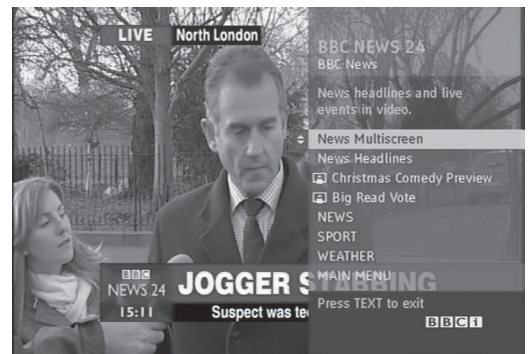 LIVE North London
BBC NEWS 24
BBC News
News headlines and live
events in video.
News Multiscreen
News Headlines
Christmas Comedy Preview
Big Read Vote
NEWS
SPORT
WEATHER
MAIN MENU
Press TEXT to exit
BBCi
BBC
NEWS 24
15:11
JOGGER STABBING
Suspect was te